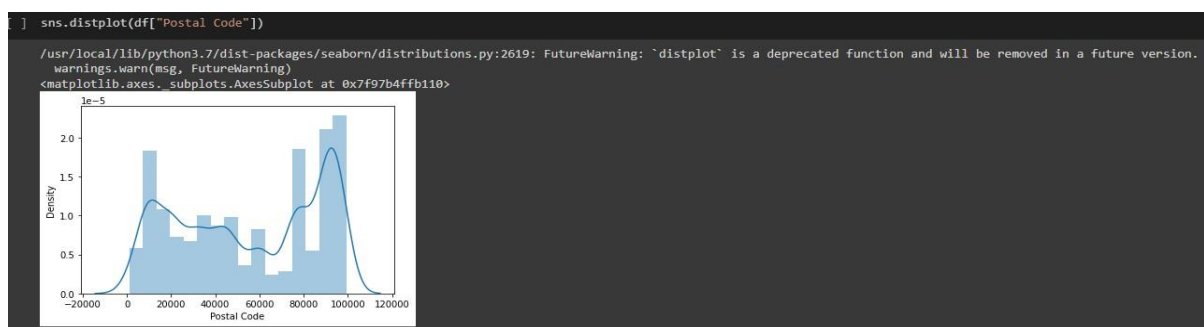 [ ] sns.distplot(df["Postal Code"])
/usr/local/lib/python3.7/dist-packages/seaborn/distributions.py:2619: FutureWarning: `distplot` is a deprecated function and will be removed in a future version.
warnings.warn(msg, FutureWarning)
<matplotlib.axes._subplots.AxesSubplot at 0x7f97b4ffb110>
1e-5
2.0
1.5
1.0
0.5
0.0
Density
-20000 0 20000 40000 60000 80000 100000 120000
Postal Code